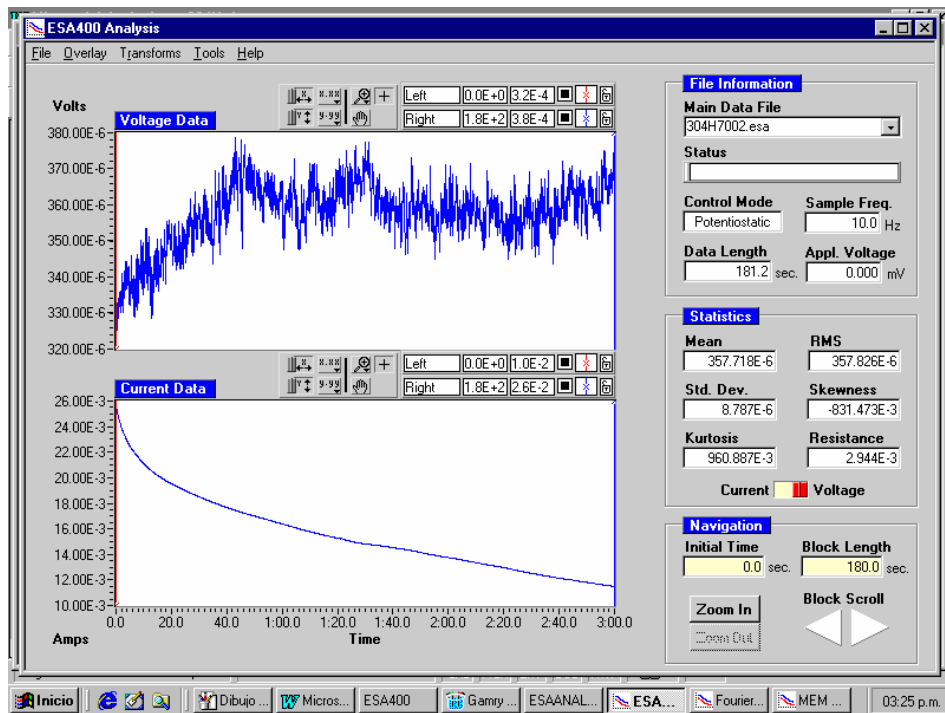 ESA400 Analysis
File Overlay Transforms Tools Help
Volts
Voltage Data
X.XX
Y.YY
Left 0.0E+0 3.2E-4
Right 1.8E+2 3.8E-4
380.00E-6
370.00E-6
360.00E-6
350.00E-6
340.00E-6
330.00E-6
320.00E-6
Current Data
X.XX
Y.YY
Left 0.0E+0 1.0E-2
Right 1.8E+2 2.6E-2
26.00E-3
24.00E-3
22.00E-3
20.00E-3
18.00E-3
16.00E-3
14.00E-3
12.00E-3
10.00E-3
0.0 20.0 40.0 1:00.0 1:20.0 1:40.0 2:00.0 2:20.0 2:40.0 3:00.0
Amps
Time
File Information
Main Data File
304H7002.esa
Status
Control Mode Sample Freq.
Potentiostatic 10.0 Hz
Data Length Appl. Voltage
181.2 sec. 0.000 mV
Statistics
Mean RMS
357.718E-6 357.826E-6
Std. Dev. Skewness
8.787E-6 -831.473E-3
Kurtosis Resistance
960.887E-3 2.944E-3
Current Voltage
Navigation
Initial Time Block Length
0.0 sec. 180.0 sec.
Zoom In
Block Scroll
Zoom Out
Inicio Dibujo ... Micros... ESA400 Gamry ... ESAANAL... ESA... Fourier... MEM ... 03:25 p.m.